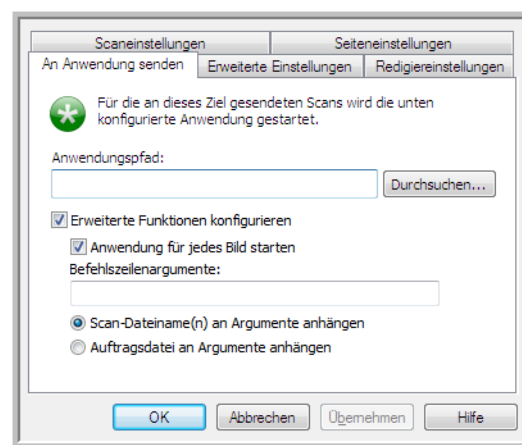 Scaneinstellungen Seiteneinstellungen
An Anwendung senden Erweiterte Einstellungen Redigiereinstellungen
Für die an dieses Ziel gesendeten Scans wird die unten
konfigurierte Anwendung gestartet.
Anwendungspfad:
Durchsuchen...
Erweiterte Funktionen konfigurieren
Anwendung für jedes Bild starten
Befehlszeilenargumente:
Scan-Dateiname(n) an Argumente anhängen
Auftragsdatei an Argumente anhängen
OK Abbrechen Übernehmen Hilfe